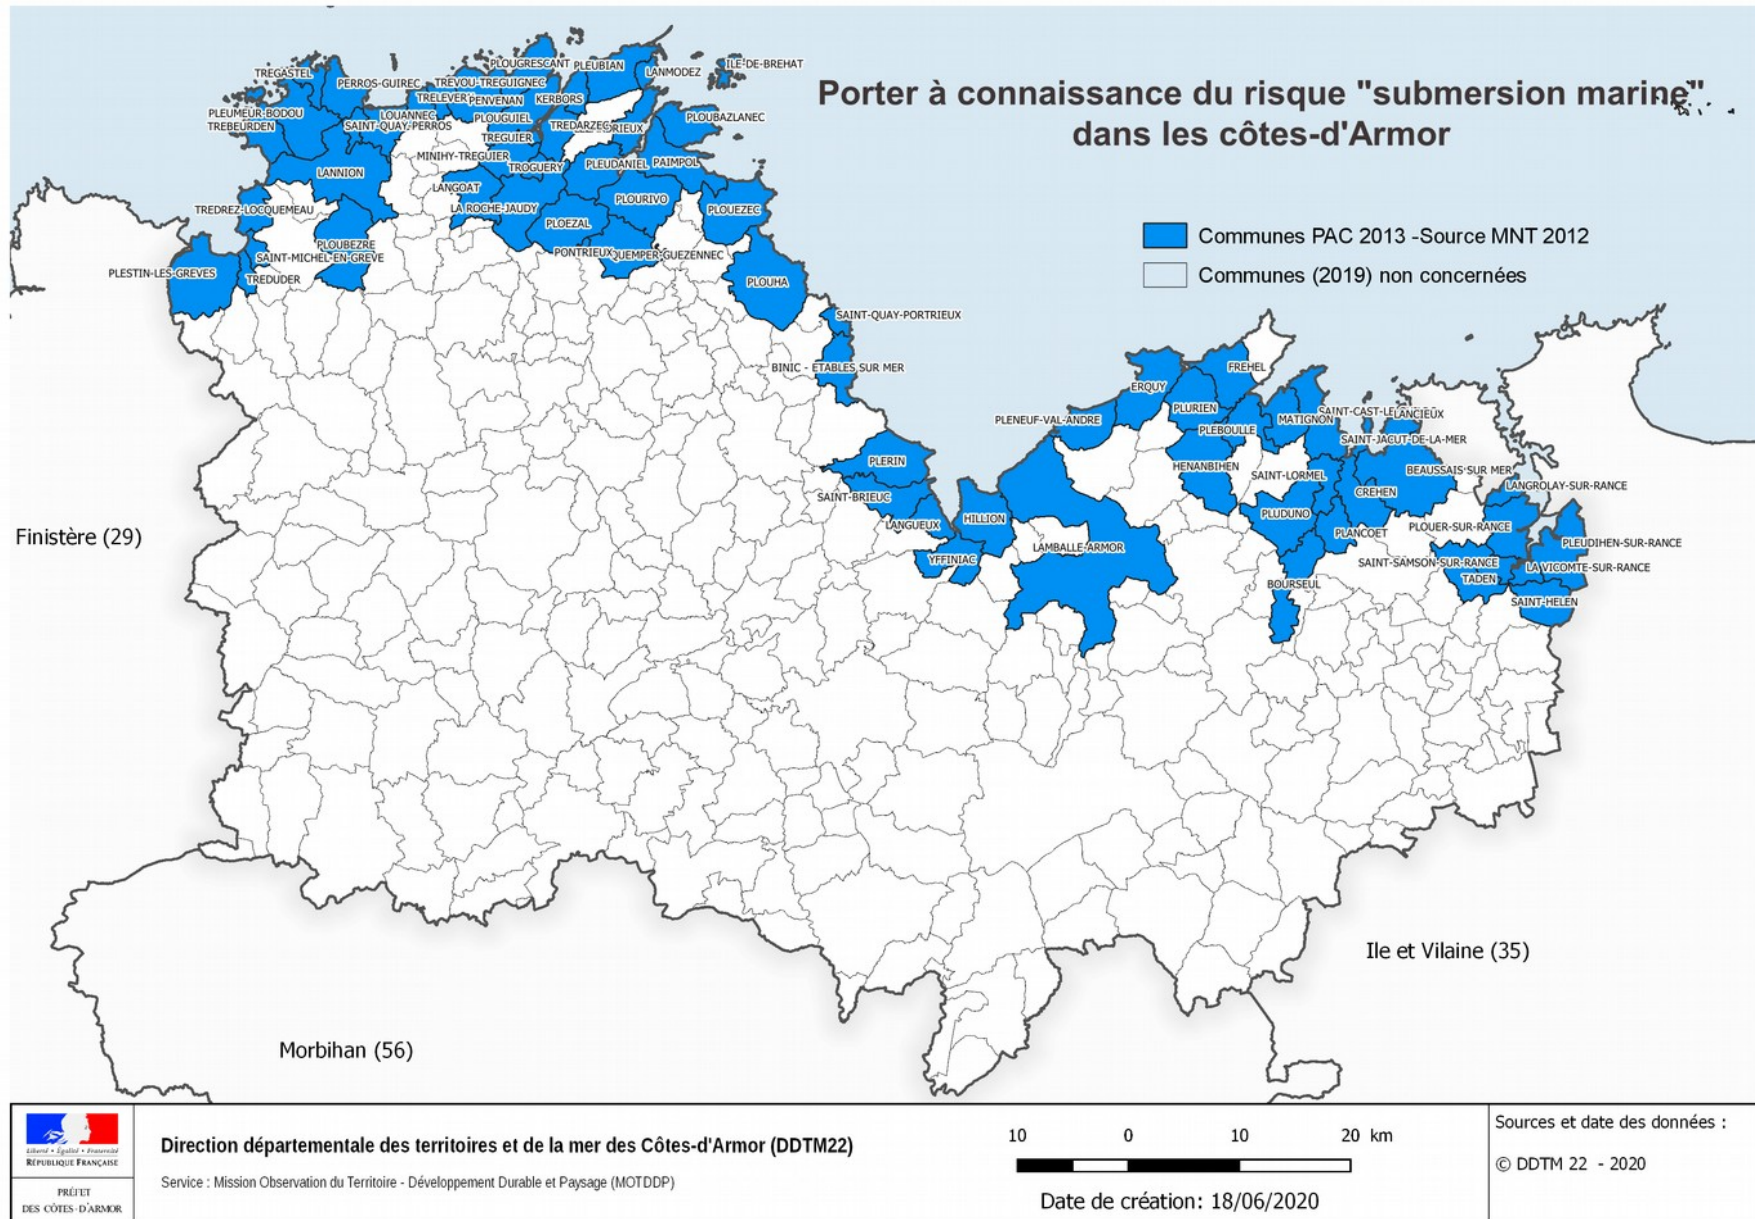 Porter à connaissance du risque "submersion marine"
dans les côtes-d'Armor
Communes PAC 2013 -Source MNT 2012
Communes (2019) non concernées
PLOUGRESCANT
PLEUBIAN
LANMODEZ
ILE-DE-BREHAT
TREGASTEL
PERROS-GUIREC
TREVOU-TREGUIGNEC
TRELEVERN
PENVENAN
KERBORS
PLEUMEUR-BODOU
LOUANNEC
PLOUGUIEL
TREDARZEC
PLOUBAZLANEC
TREBEURDEN
SAINT-QUAY-PERROS
TREGUIER
MINIHY-TREGUIER
TROGUERY
PLEUDANIEL
PAIMPOL
LANNION
LANGOAT
PLOURIVO
TREDREZ-LOCQUEMEAU
LA ROCHE-JAUDY
PLOUEZEC
PLOEZAL
PLOUBEZRE
PONTRIEUX
QUEMPER-GUEZENNEC
SAINT-MICHEL-EN-GREVE
PLESTIN-LES-GREVES
TREDUDER
PLOUHA
SAINT-QUAY-PORTRIEUX
BINIC - ETABLES SUR MER
FREHEL
ERQUY
PLENEUF-VAL-ANDRE
PLURIEN
MATIGNON
LANCIEUX
PLEBOULLE
SAINT-JACUT-DE-LA-MER
PLERIN
HENANBIHEN
SAINT-LORMEL
BEAUSSAIS SUR MER
SAINT-BRIEUC
CREHEN
LANGROLAY-SUR-RANCE
LANGUEUX
HILLION
PLUDUNO
PLOUER-SUR-RANCE
PLANCOET
PLEUDIHEN-SUR-RANCE
YFFINIAC
LAMBALLE-ARMOR
SAINT-SAMSON-SUR-RANCE
LA VICOMTE-SUR-RANCE
BOURSEUL
TADEN
SAINT-HELEN
Finistère (29)
Ile et Vilaine (35)
Morbihan (56)
Liberté • Égalité • Fraternité
RÉPUBLIQUE FRANÇAISE
PRÉFET
DES CÔTES-D'ARMOR
Direction départementale des territoires et de la mer des Côtes-d'Armor (DDTM22)
Service : Mission Observation du Territoire - Développement Durable et Paysage (MOTDDP)
10 0 10 20 km
Date de création: 18/06/2020
Sources et date des données :
© DDTM 22 - 2020